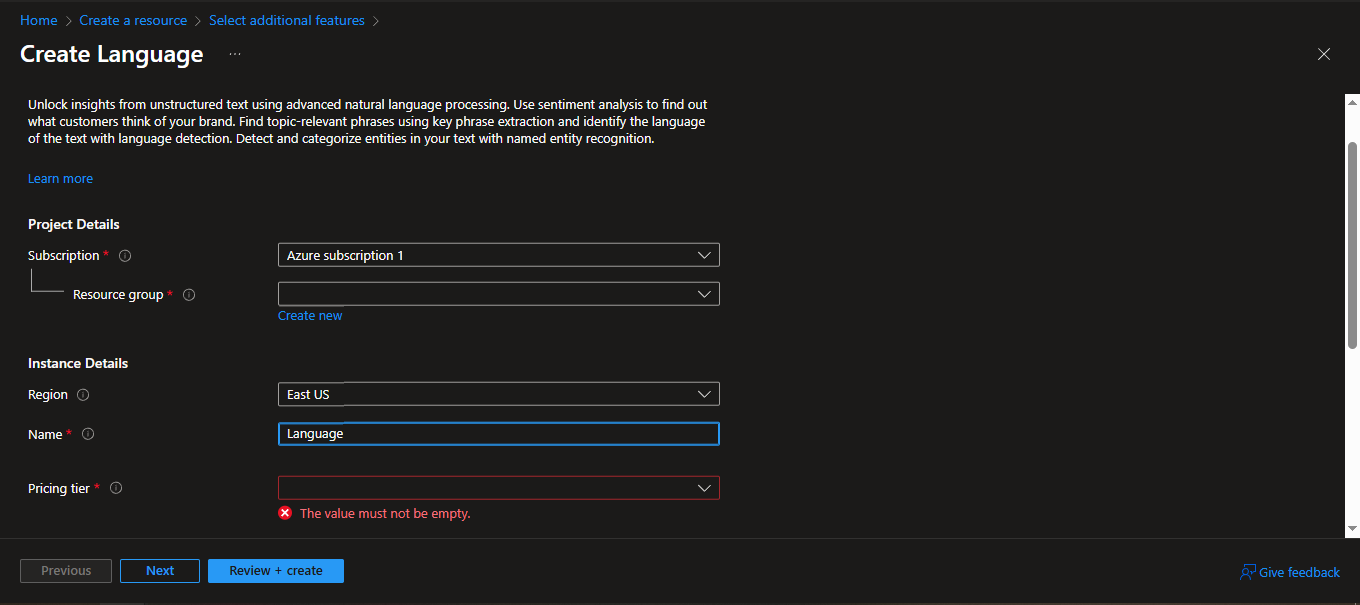 Home > Create a resource > Select additional features >
Create Language ...
Unlock insights from unstructured text using advanced natural language processing. Use sentiment analysis to find out
what customers think of your brand. Find topic-relevant phrases using key phrase extraction and identify the language
of the text with language detection. Detect and categorize entities in your text with named entity recognition.
Learn more
Project Details
Subscription * Azure subscription 1
Resource group *
Create new
Instance Details
Region East US
Name * Language
Pricing tier *
The value must not be empty.
Previous Next Review + create Give feedback